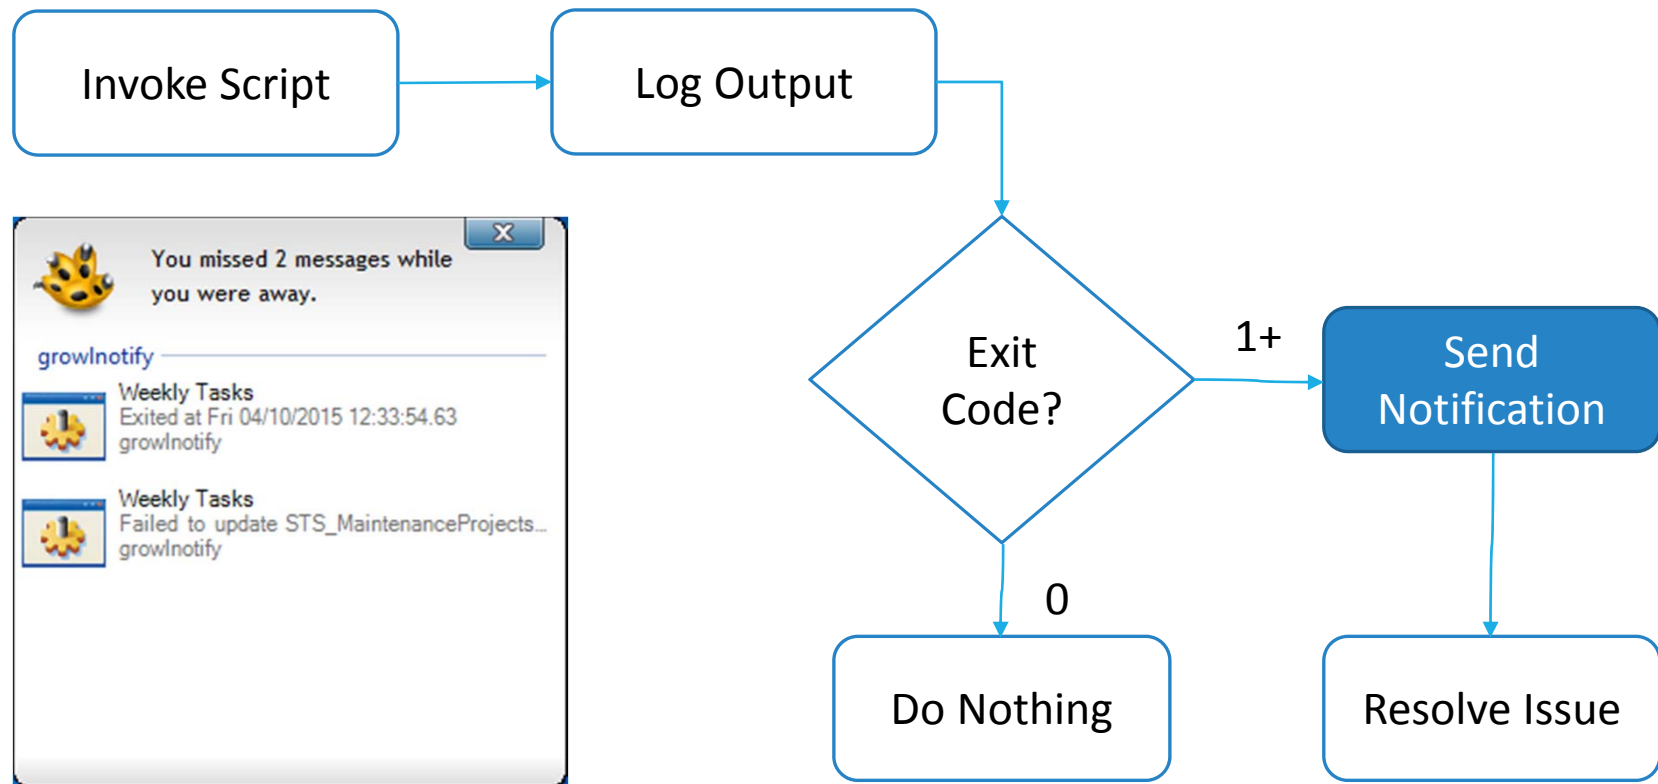 Invoke Script
Log Output
You missed 2 messages while
you were away.
growlnotify
Weekly Tasks
Exited at Fri 04/10/2015 12:33:54.63
growlnotify
Weekly Tasks
Failed to update STS_MaintenanceProjects...
growlnotify
Exit
Code?
1+
Send
Notification
0
Do Nothing
Resolve Issue